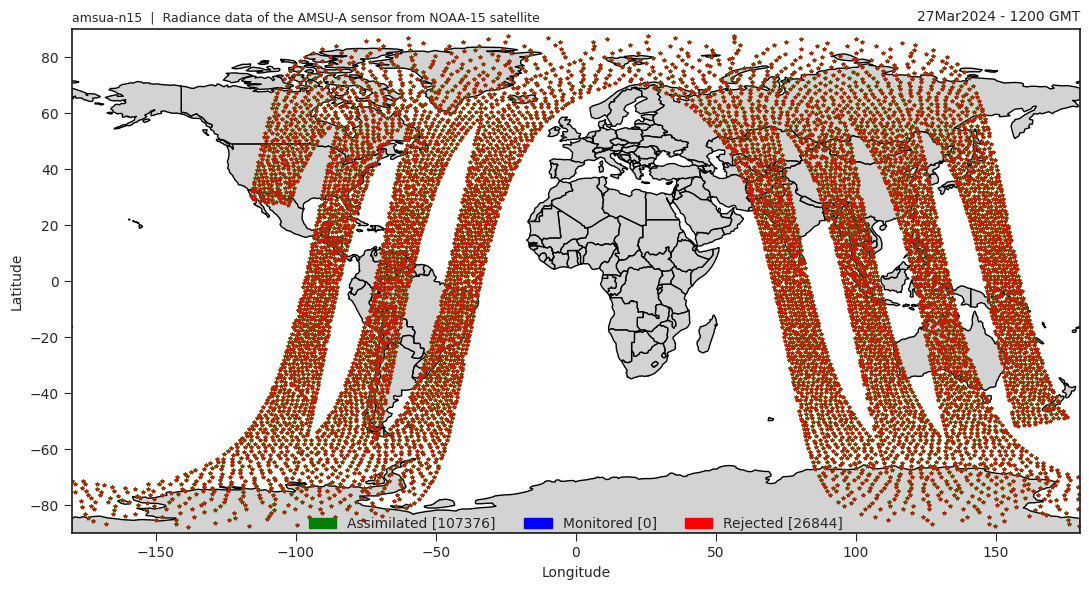 amsua-n15 | Radiance data of the AMSU-A sensor from NOAA-15 satellite
27Mar2024 - 1200 GMT
Latitude
80
60
40
20
0
−20
−40
−60
−80
Assimilated [107376] Monitored [0] Rejected [26844]
−150 −100 −50 0 50 100 150
Longitude